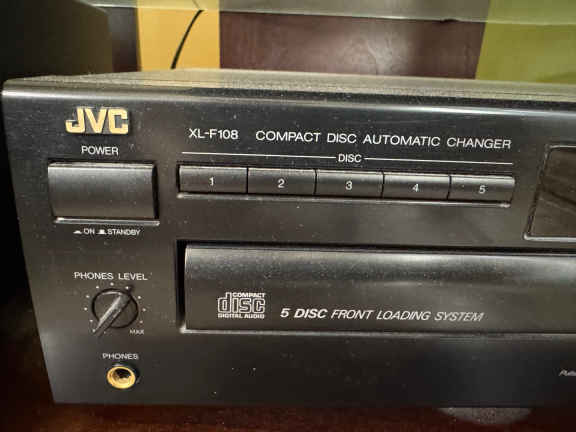 JVC
XL-F108 COMPACT DISC AUTOMATIC CHANGER
POWER
DISC
1 2 3 4 5
ON STANDBY
PHONES LEVEL
MAX
COMPACT
disc
DIGITAL AUDIO
5 DISC FRONT LOADING SYSTEM
PHONES